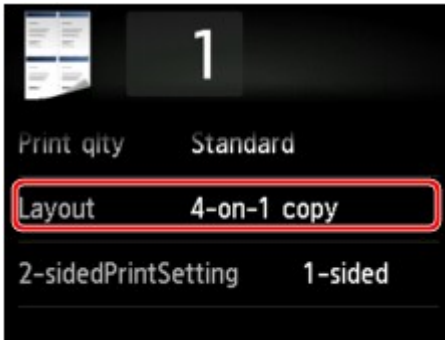 1
Print qlty Standard
Layout 4-on-1 copy
2-sidedPrintSetting 1-sided